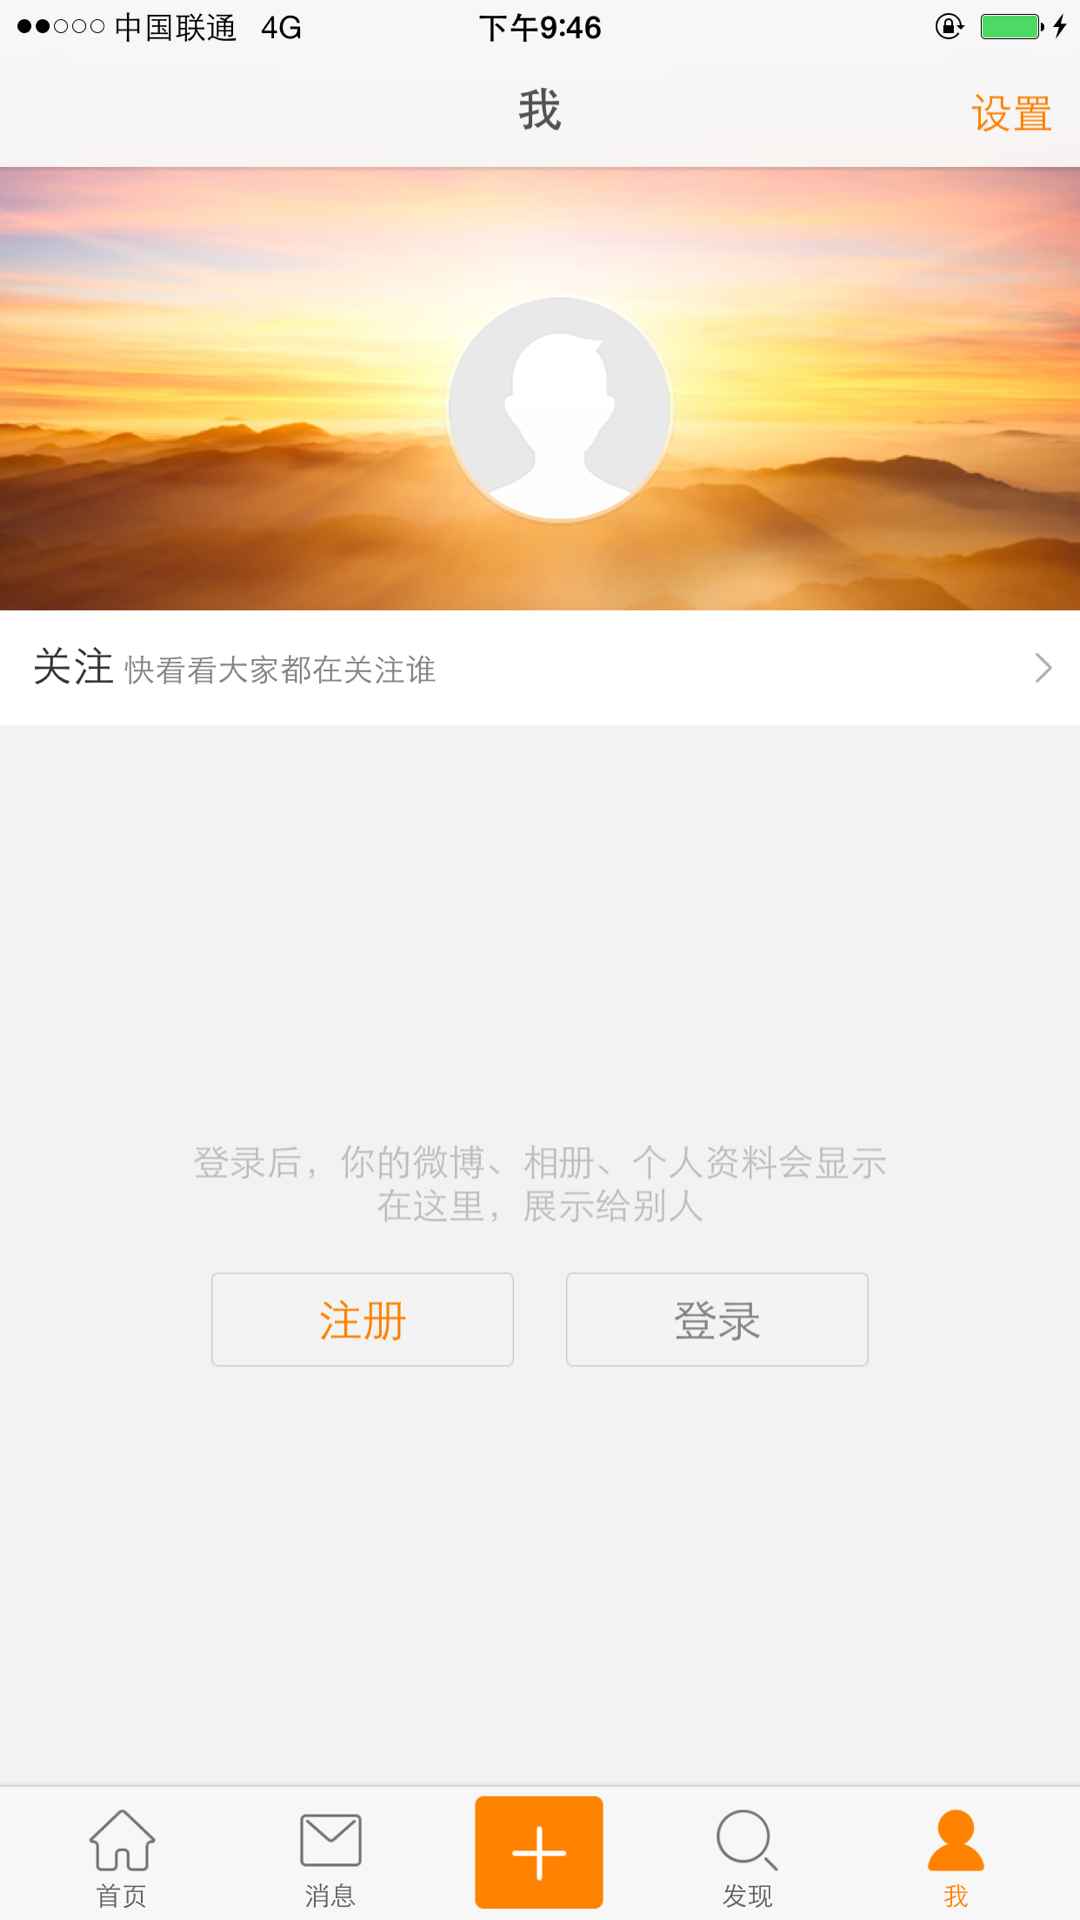 中国联通 4G 下午9:46
我 设置
关注 快看看大家都在关注谁
登录后，你的微博、相册、个人资料会显示
在这里，展示给别人
注册 登录
首页 消息 发现 我